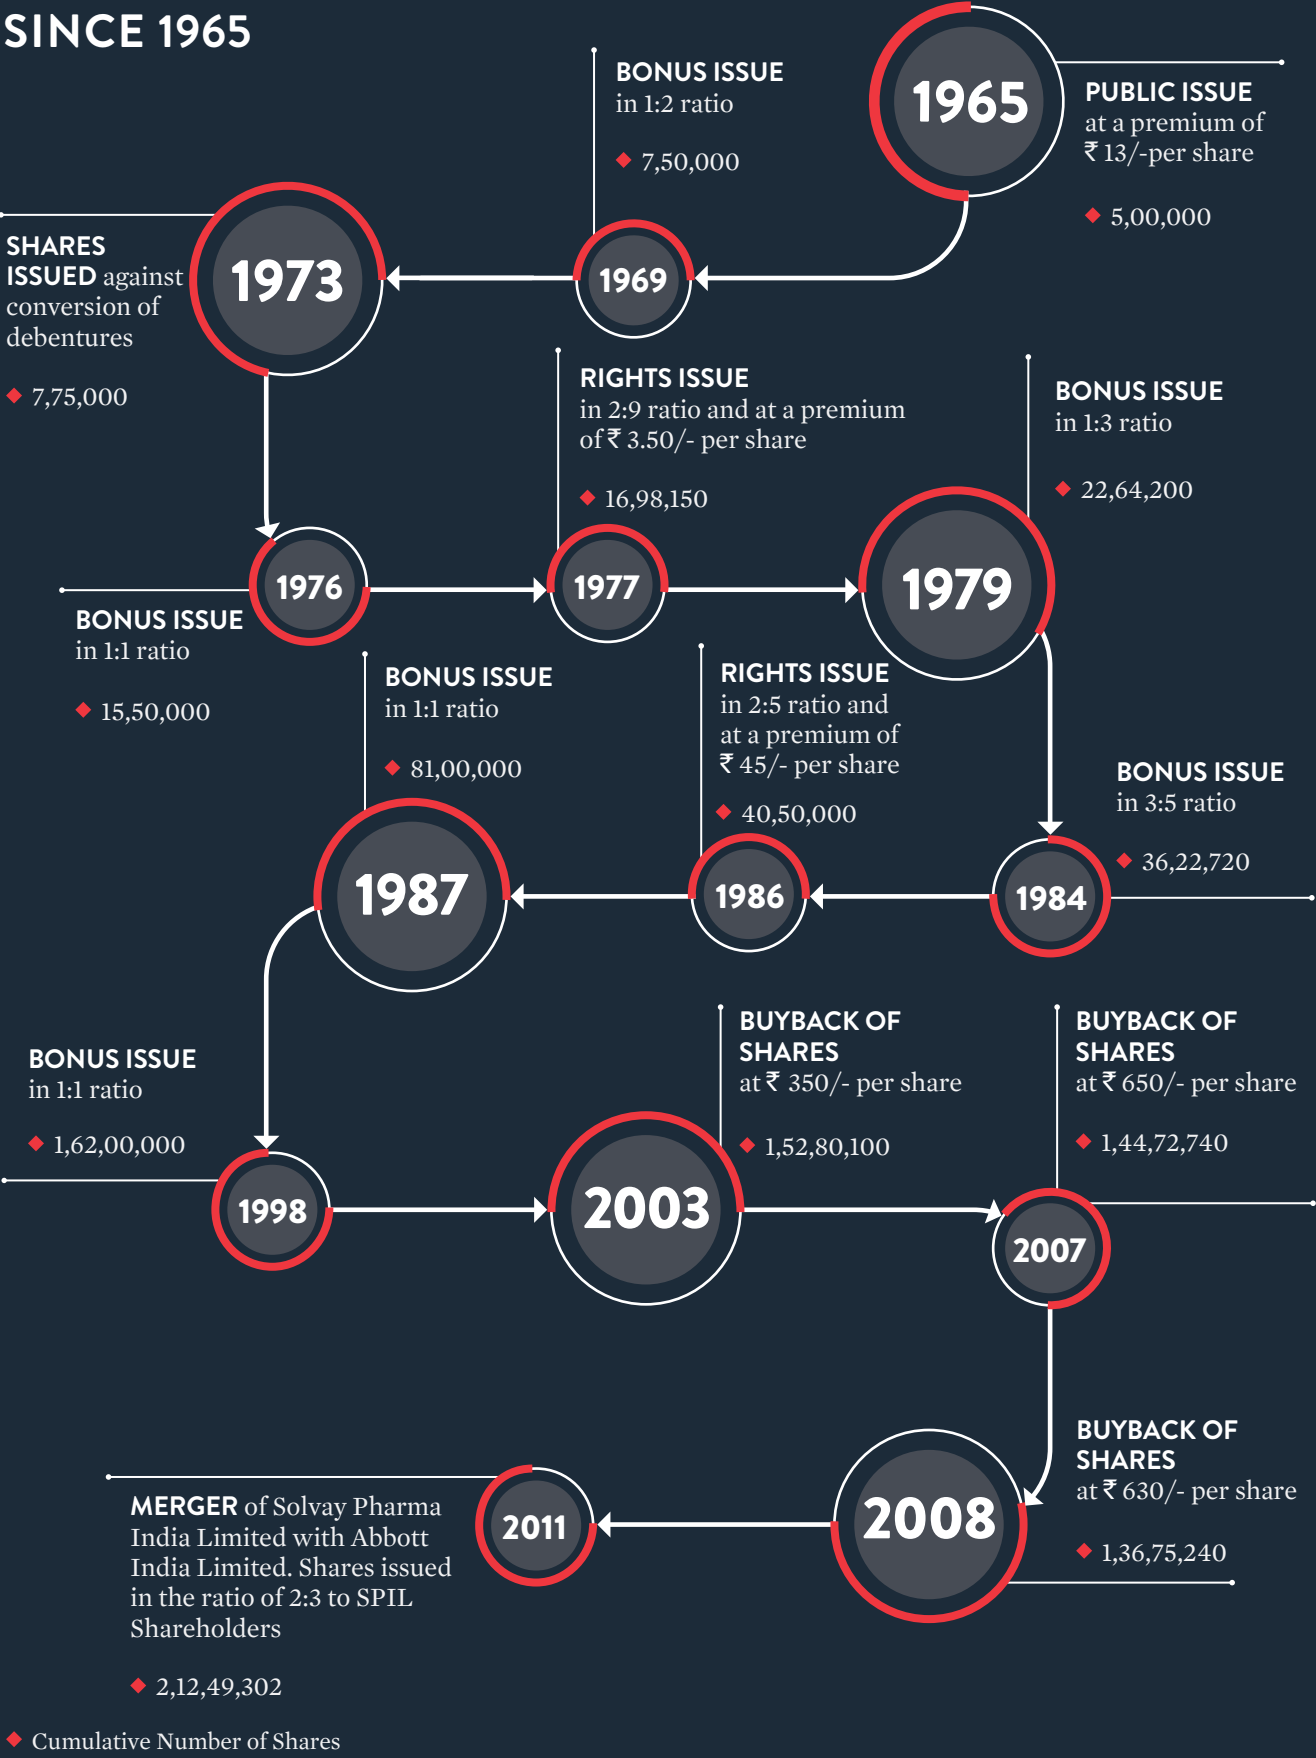 SINCE 1965
1965
PUBLIC ISSUE
at a premium of
₹ 13/-per share
5,00,000
BONUS ISSUE
in 1:2 ratio
7,50,000
1969
1973
SHARES
ISSUED against
conversion of
debentures
7,75,000
1976
BONUS ISSUE
in 1:1 ratio
15,50,000
RIGHTS ISSUE
in 2:9 ratio and at a premium
of ₹ 3.50/- per share
16,98,150
1977
BONUS ISSUE
in 1:3 ratio
22,64,200
1979
BONUS ISSUE
in 3:5 ratio
36,22,720
1984
RIGHTS ISSUE
in 2:5 ratio and
at a premium of
₹ 45/- per share
40,50,000
1986
BONUS ISSUE
in 1:1 ratio
81,00,000
1987
BONUS ISSUE
in 1:1 ratio
1,62,00,000
1998
BUYBACK OF
SHARES
at ₹ 350/- per share
1,52,80,100
2003
BUYBACK OF
SHARES
at ₹ 650/- per share
1,44,72,740
2007
BUYBACK OF
SHARES
at ₹ 630/- per share
1,36,75,240
2008
2011
MERGER of Solvay Pharma
India Limited with Abbott
India Limited. Shares issued
in the ratio of 2:3 to SPIL
Shareholders
2,12,49,302
Cumulative Number of Shares